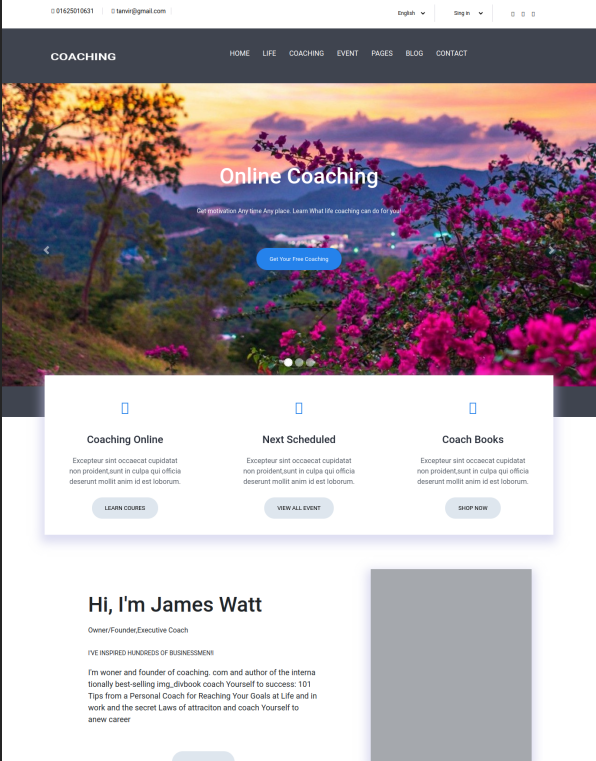 01625010631 tanvir@gmail.com English Sing in
COACHING HOME LIFE COACHING EVENT PAGES BLOG CONTACT
Online Coaching
Get motivation Any time Any place. Learn What life coaching can do for you!
Get Your Free Coaching
Coaching Online
Excepteur sint occaecat cupidatat
non proident,sunt in culpa qui officia
deserunt mollit anim id est loborum.
LEARN COURES
Next Scheduled
Excepteur sint occaecat cupidatat
non proident,sunt in culpa qui officia
deserunt mollit anim id est loborum.
VIEW ALL EVENT
Coach Books
Excepteur sint occaecat cupidatat
non proident,sunt in culpa qui officia
deserunt mollit anim id est loborum.
SHOP NOW
Hi, I'm James Watt
Owner/Founder,Executive Coach
I'VE INSPIRED HUNDREDS OF BUSINESSMEN!!
I'm woner and founder of coaching. com and author of the interna
tionally best-selling img_divbook coach Yourself to success: 101
Tips from a Personal Coach for Reaching Your Goals at Life and in
work and the secret Laws of attraciton and coach Yourself to
anew career